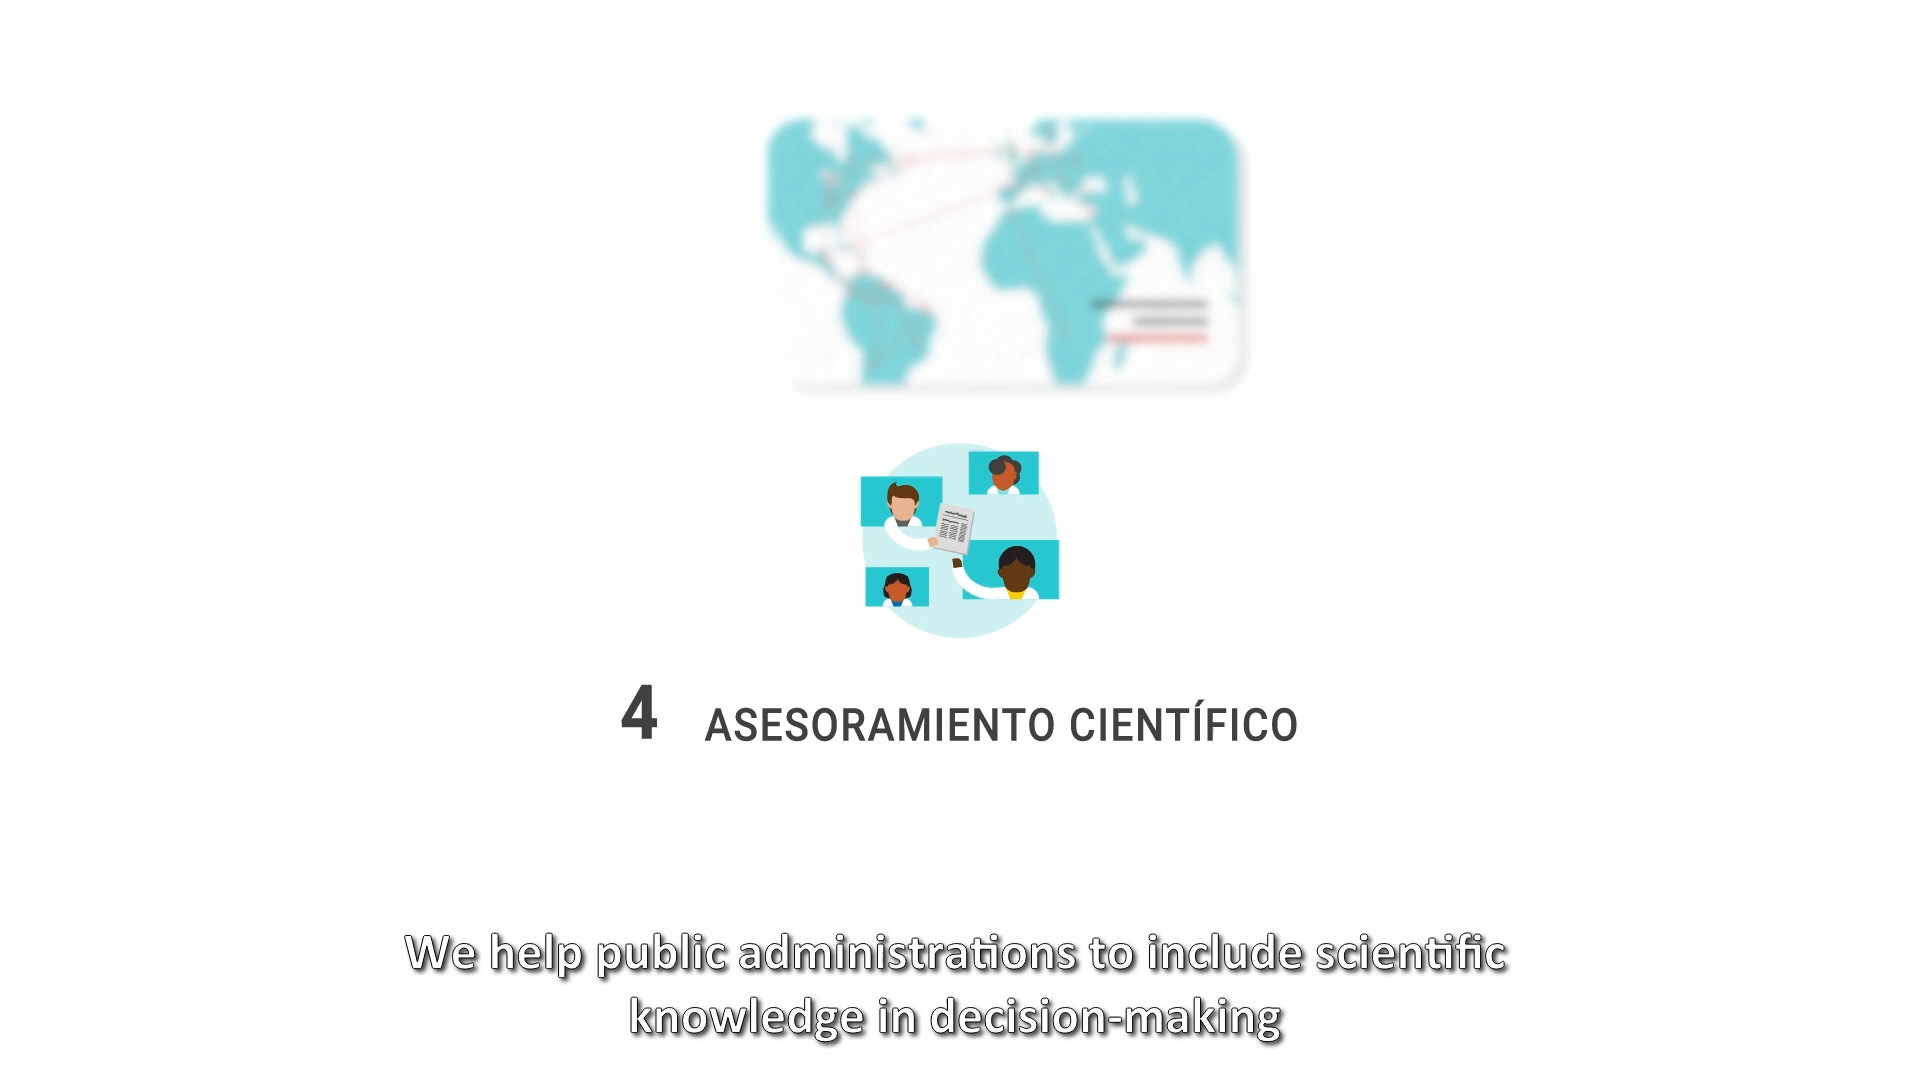 4 ASESORAMIENTO CIENTÍFICO
We help public administrations to include scientific
knowledge in decision-making